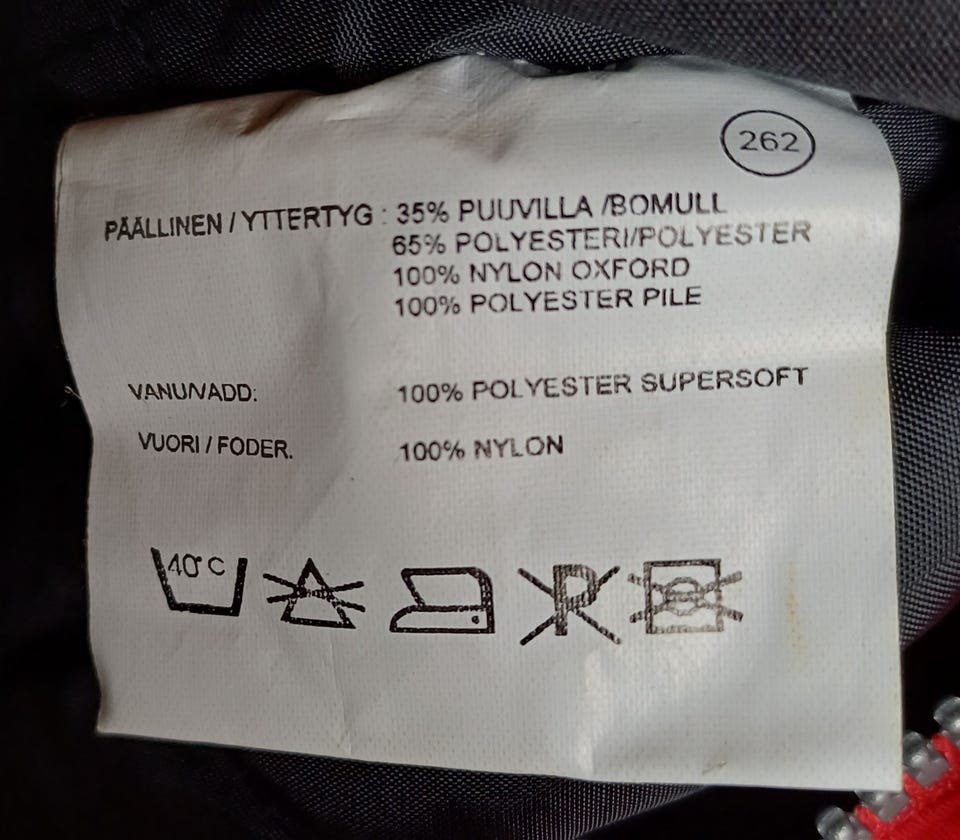 262
PÄÄLLINEN / YTTERTYG : 35% PUUVILLA /BOMULL
65% POLYESTERI/POLYESTER
100% NYLON OXFORD
100% POLYESTER PILE
VANU/VADD: 100% POLYESTER SUPERSOFT
VUORI / FODER. 100% NYLON
40°C P